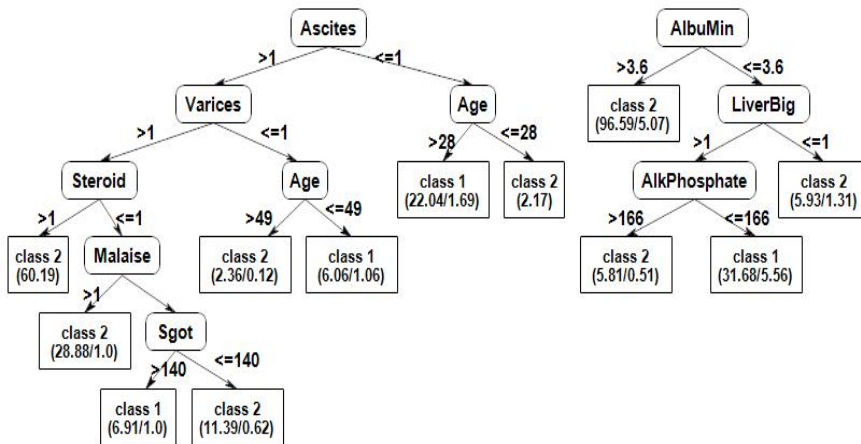 Ascites
AlbuMin
>1
<=1
>3.6
<=3.6
Varices
Age
class 2
(96.59/5.07)
LiverBig
>1
<=1
>28
<=28
>1
<=1
Steroid
Age
class 1
(22.04/1.69)
class 2
(2.17)
AlkPhosphate
class 2
(5.93/1.31)
>1
<=1
>49
<=49
>166
<=166
class 2
(60.19)
Malaise
class 2
(2.36/0.12)
class 1
(6.06/1.06)
class 2
(5.81/0.51)
class 1
(31.68/5.56)
>1
class 2
(28.88/1.0)
Sgot
>140
<=140
class 1
(6.91/1.0)
class 2
(11.39/0.62)